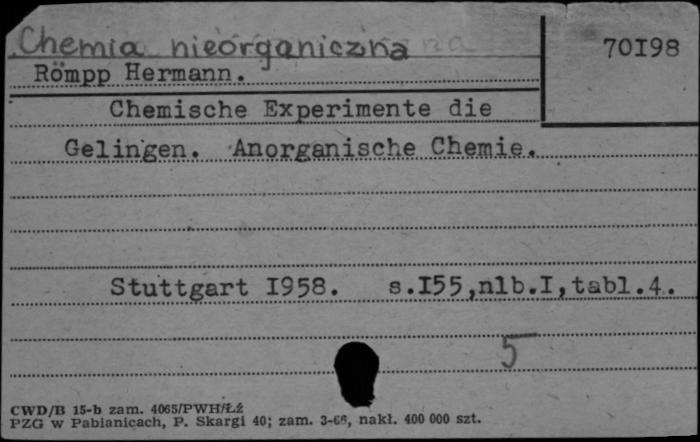 Chemia nieorganiczna
70I98
Römpp Hermann.
Chemische Experimente die
Gelingen. Anorganische Chemie.
Stuttgart I958. s.I55,nlb.I,tabl.4.
5
CWD/B 15-b zam. 4065/PWH/Łź
PZG w Pabianicach, P. Skargi 40; zam. 3-66, nakł. 400 000 szt.